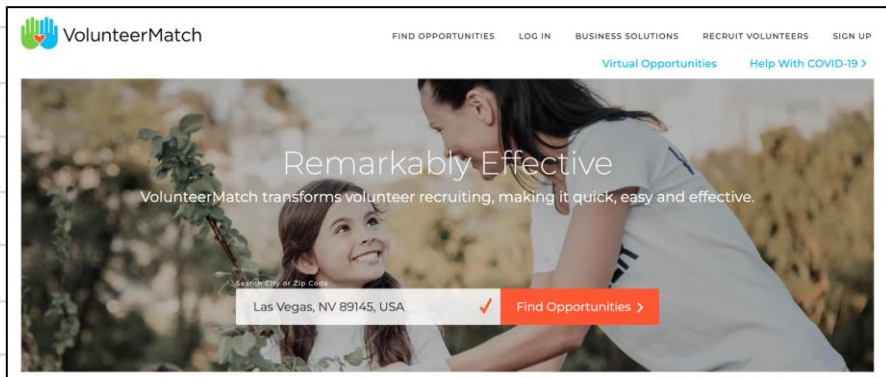 VolunteerMatch
FIND OPPORTUNITIES LOG IN BUSINESS SOLUTIONS RECRUIT VOLUNTEERS SIGN UP
Virtual Opportunities Help With COVID-19 >
Remarkably Effective
VolunteerMatch transforms volunteer recruiting, making it quick, easy and effective.
Search City or Zip Code
Las Vegas, NV 89145, USA Find Opportunities >